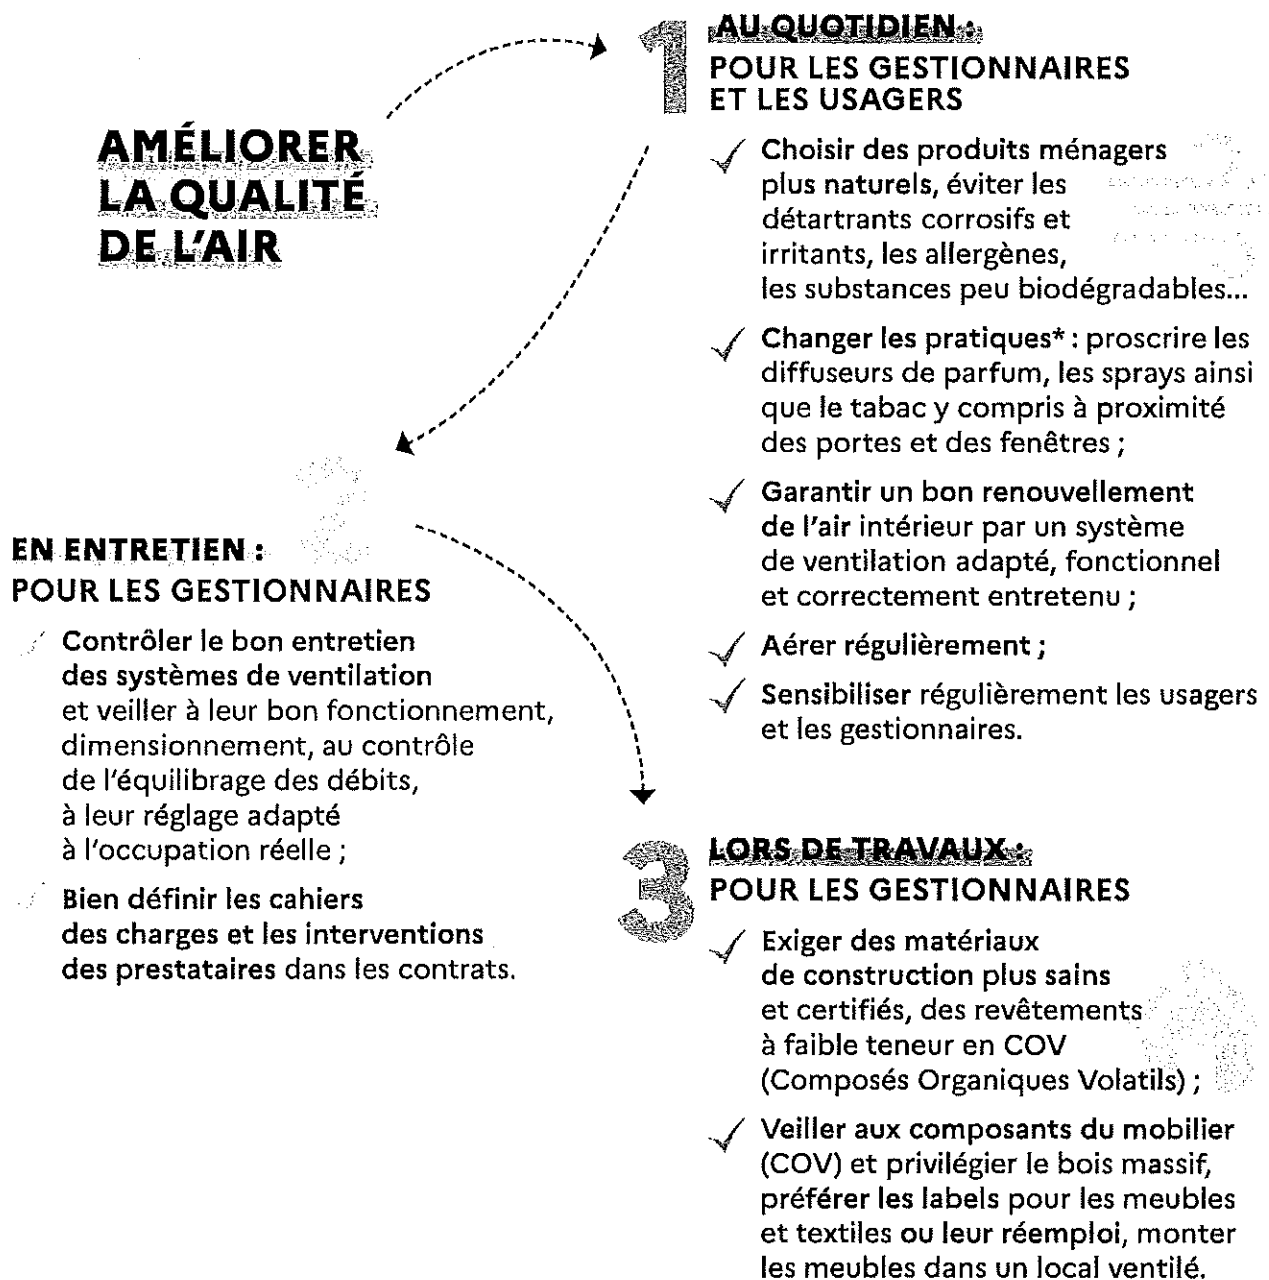 AMÉLIORER
LA QUALITÉ
DE L'AIR
1
AU QUOTIDIEN :
POUR LES GESTIONNAIRES
ET LES USAGERS
Choisir des produits ménagers
plus naturels, éviter les
détartrants corrosifs et
irritants, les allergènes,
les substances peu biodégradables...
Changer les pratiques* : proscrire les
diffuseurs de parfum, les sprays ainsi
que le tabac y compris à proximité
des portes et des fenêtres ;
Garantir un bon renouvellement
de l'air intérieur par un système
de ventilation adapté, fonctionnel
et correctement entretenu ;
Aérer régulièrement ;
Sensibiliser régulièrement les usagers
et les gestionnaires.
2
EN ENTRETIEN :
POUR LES GESTIONNAIRES
Contrôler le bon entretien
des systèmes de ventilation
et veiller à leur bon fonctionnement,
dimensionnement, au contrôle
de l'équilibrage des débits,
à leur réglage adapté
à l'occupation réelle ;
Bien définir les cahiers
des charges et les interventions
des prestataires dans les contrats.
3
LORS DE TRAVAUX :
POUR LES GESTIONNAIRES
Exiger des matériaux
de construction plus sains
et certifiés, des revêtements
à faible teneur en COV
(Composés Organiques Volatils) ;
Veiller aux composants du mobilier
(COV) et privilégier le bois massif,
préférer les labels pour les meubles
et textiles ou leur réemploi, monter
les meubles dans un local ventilé.